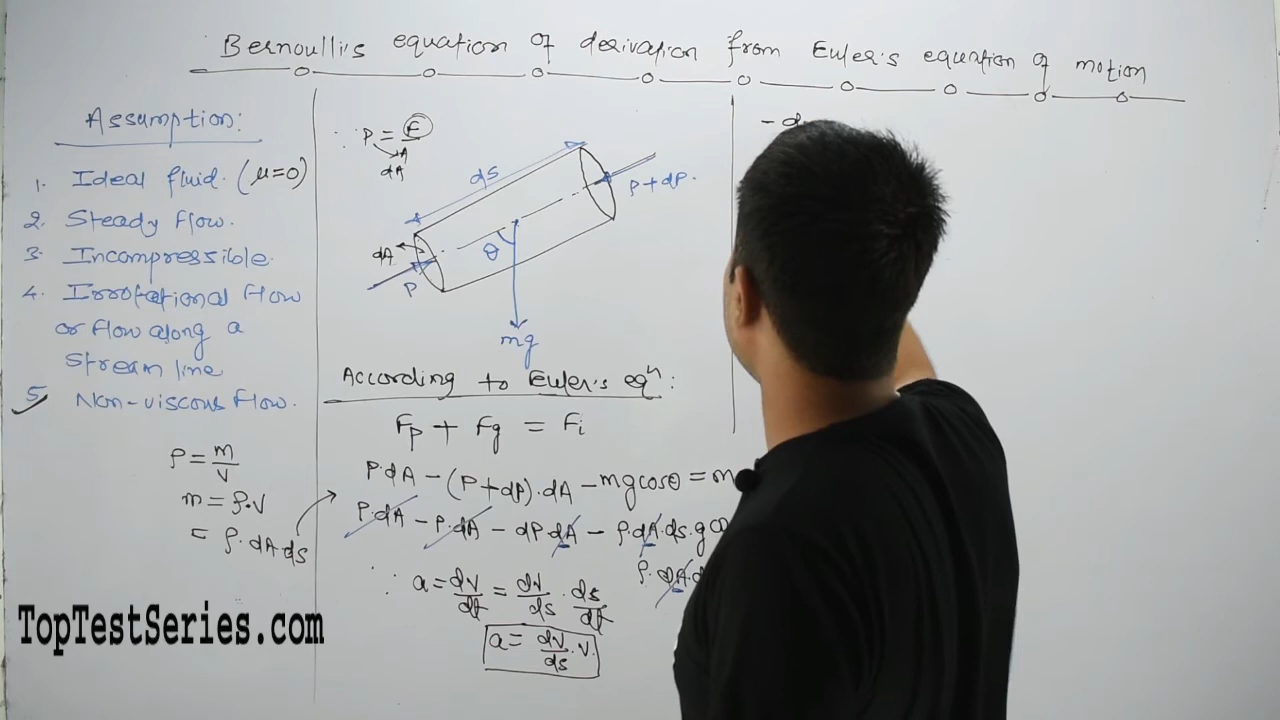 Bernoulli's equation of derivation from Euler's equation of motion
Assumption:
1. Ideal fluid. (μ=0)
2. Steady flow.
3. Incompressible.
4. Irrotational flow
or flow along a
stream line
5. Non-viscous flow.
ρ = m/V
m = ρ.V
= ρ.dA ds
∵ P = F/A
dA
ds
P+dP.
dA
θ
P
mg
According to Euler's eqⁿ:
Fp + Fg = Fi
P.dA - (P+dP).dA - mg cosθ = m
P.dA - P.dA - dP.dA - ρ.dA.ds.g
ρ.dA.
∵ a = dv/dt = dv/ds . ds/dt
a = dv/ds . v.
- d
TopTestSeries.com